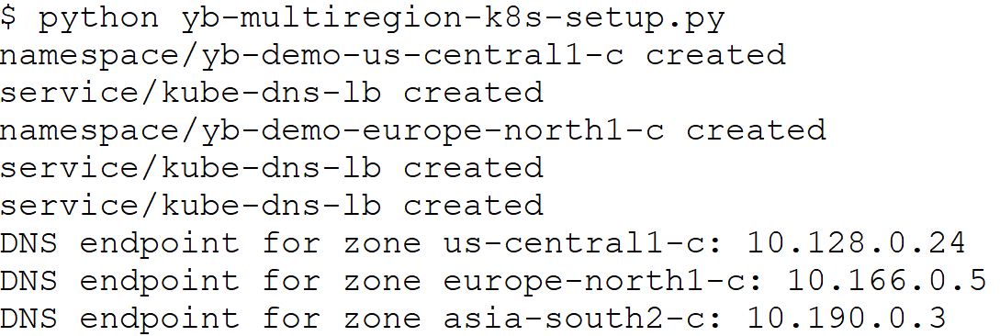 $ python yb-multiregion-k8s-setup.py
namespace/yb-demo-us-central1-c created
service/kube-dns-lb created
namespace/yb-demo-europe-north1-c created
service/kube-dns-lb created
service/kube-dns-lb created
DNS endpoint for zone us-central1-c: 10.128.0.24
DNS endpoint for zone europe-north1-c: 10.166.0.5
DNS endpoint for zone asia-south2-c: 10.190.0.3